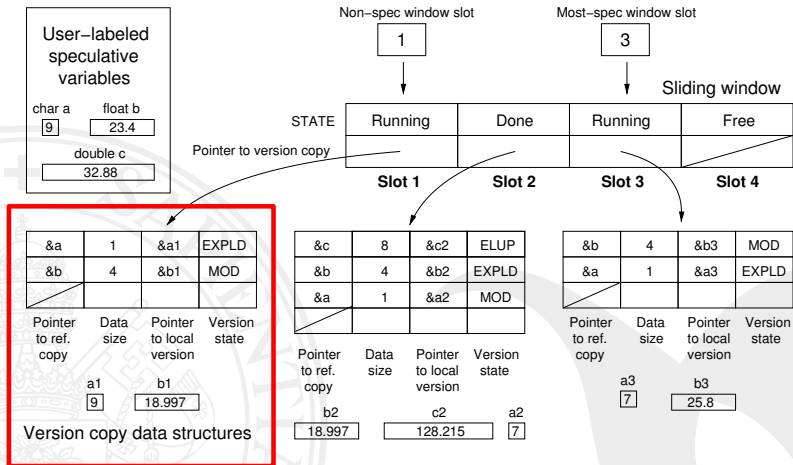 User−labeled
speculative
variables
char a float b
9 23.4
double c
32.88
Non−spec window slot
1
Most−spec window slot
3
Sliding window
STATE Running Done Running Free
Pointer to version copy
Slot 1 Slot 2 Slot 3 Slot 4
&a 1 &a1 EXPLD
&b 4 &b1 MOD
Pointer to ref. copy
Data size
Pointer to local version
Version state
a1 b1
9 18.997
Version copy data structures
&c 8 &c2 ELUP
&b 4 &b2 EXPLD
&a 1 &a2 MOD
Pointer to ref. copy
Data size
Pointer to local version
Version state
b2 c2 a2
18.997 128.215 7
&b 4 &b3 MOD
&a 1 &a3 EXPLD
Pointer to ref. copy
Data size
Pointer to local version
Version state
a3 b3
7 25.8